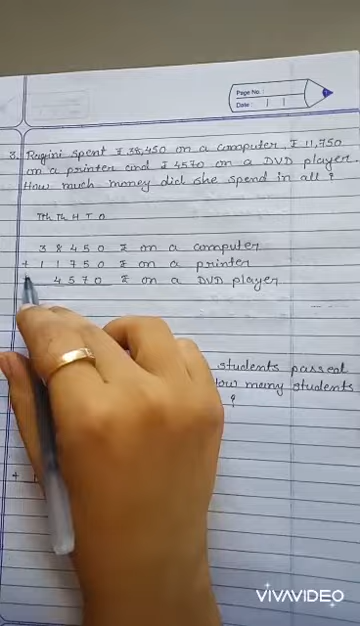 Page No.
Date
3. Ragini spent ₹ 38,450 on a computer, ₹ 11,750
on a printer and ₹ 4570 on a DVD player.
How much money did she spend in all ?
TTh Th H T O
3 8 4 5 0 ₹ on a computer
+ 1 1 7 5 0 ₹ on a printer
4 5 7 0 ₹ on a DVD player
students passed
How many students
?
+
VIVAVIDEO